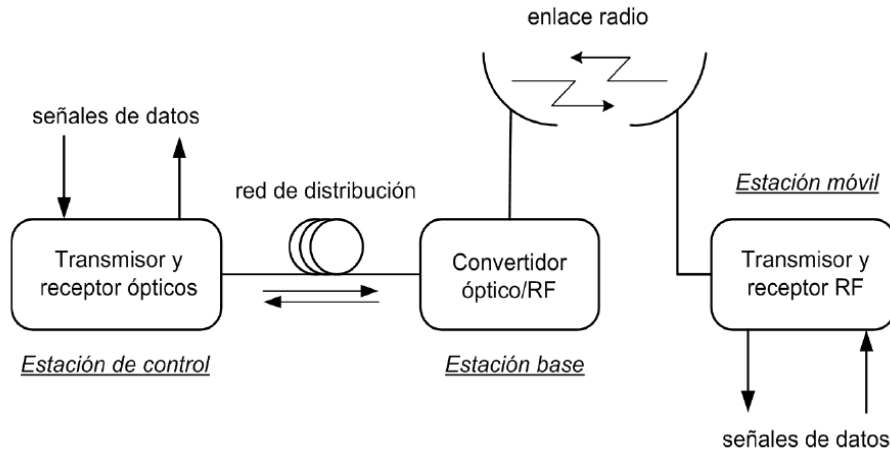 enlace radio
señales de datos
red de distribución
Estación móvil
Transmisor y
receptor ópticos
Convertidor
óptico/RF
Transmisor y
receptor RF
Estación de control
Estación base
señales de datos